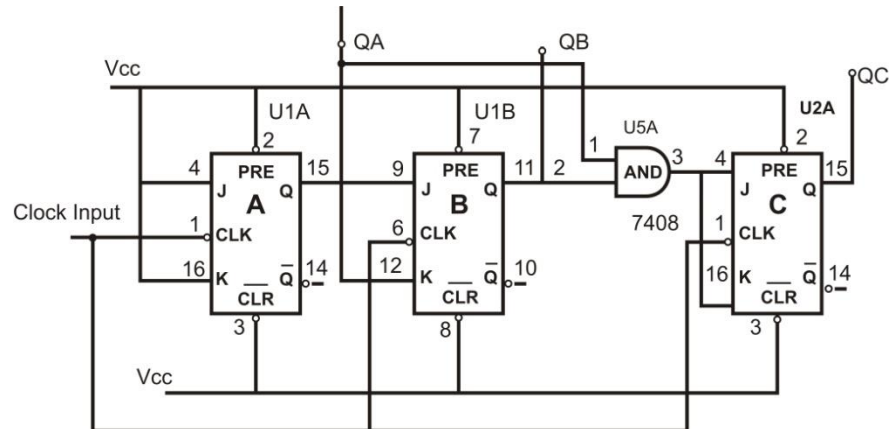 QA
QB
QC
Vcc
U1A
U1B
U5A
U2A
2
7
1
2
4
15
9
11
2
3
4
15
PRE
PRE
AND
PRE
J
Q
J
Q
J
Q
A
B
C
Clock Input
1
CLK
6
CLK
7408
1
CLK
16
K
Q
14
12
K
Q
10
16
K
Q
14
CLR
CLR
CLR
3
8
3
Vcc